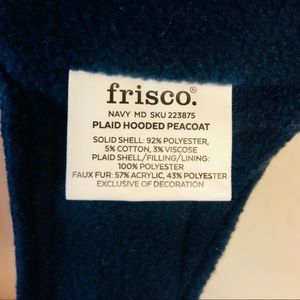 frisco.
NAVY MD SKU 223875
PLAID HOODED PEACOAT
SOLID SHELL: 92% POLYESTER,
5% COTTON, 3% VISCOSE
PLAID SHELL/FILLING/LINING:
100% POLYESTER
FAUX FUR: 57% ACRYLIC, 43% POLYESTER
EXCLUSIVE OF DECORATION